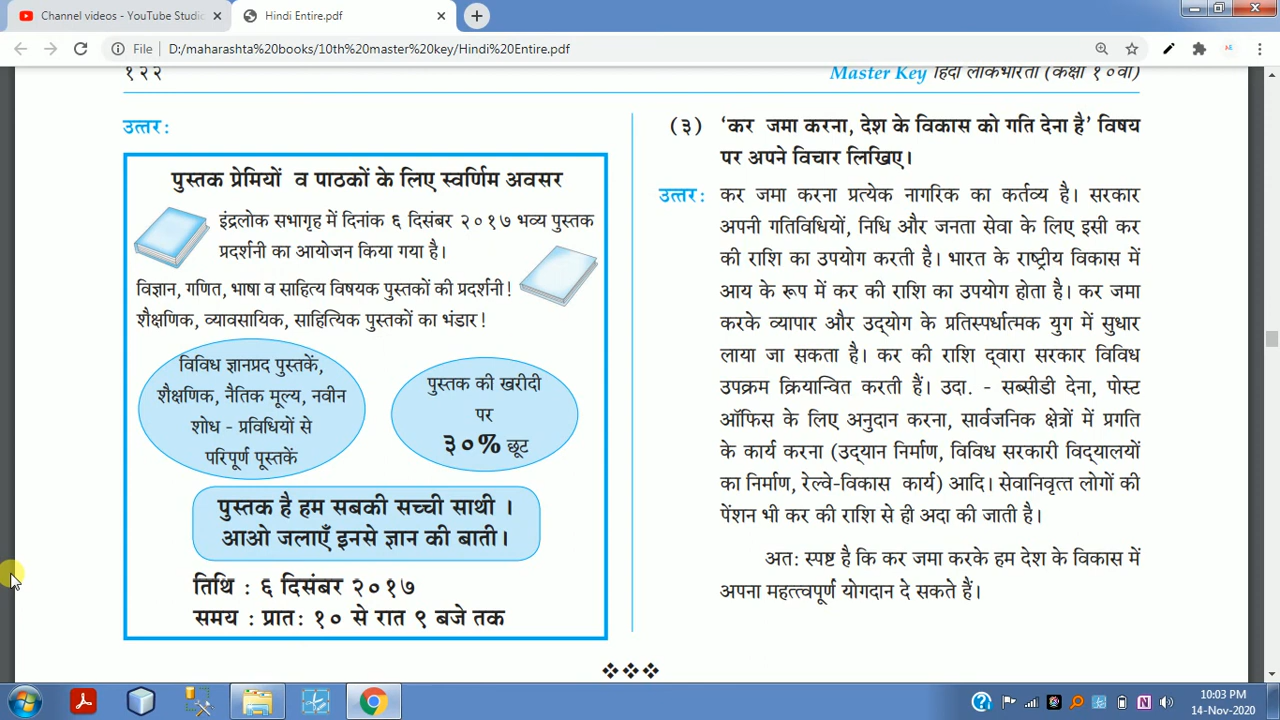 Channel videos - YouTube Studio
Hindi Entire.pdf
File
D:/maharashta%20books/10th%20master%20key/Hindi%20Entire.pdf
१२२
Master Key हिंदी लोकभारती (कक्षा १०वी)
उत्तर:
पुस्तक प्रेमियों व पाठकों के लिए स्वर्णिम अवसर
इंद्रलोक सभागृह में दिनांक ६ दिसंबर २०१७ भव्य पुस्तक
प्रदर्शनी का आयोजन किया गया है।
विज्ञान, गणित, भाषा व साहित्य विषयक पुस्तकों की प्रदर्शनी!
शैक्षणिक, व्यावसायिक, साहित्यिक पुस्तकों का भंडार!
विविध ज्ञानप्रद पुस्तकें,
शैक्षणिक, नैतिक मूल्य, नवीन
शोध - प्रविधियों से
परिपूर्ण पूस्तकें
पुस्तक की खरीदी
पर
३०% छूट
पुस्तक है हम सबकी सच्ची साथी ।
आओ जलाएँ इनसे ज्ञान की बाती।
तिथि : ६ दिसंबर २०१७
समय : प्रात: १० से रात ९ बजे तक
(३) ‘कर जमा करना, देश के विकास को गति देना है’ विषय
पर अपने विचार लिखिए।
उत्तर: कर जमा करना प्रत्येक नागरिक का कर्तव्य है। सरकार
अपनी गतिविधियों, निधि और जनता सेवा के लिए इसी कर
की राशि का उपयोग करती है। भारत के राष्ट्रीय विकास में
आय के रूप में कर की राशि का उपयोग होता है। कर जमा
करके व्यापार और उद्‌योग के प्रतिस्पर्धात्मक युग में सुधार
लाया जा सकता है। कर की राशि द्‌वारा सरकार विविध
उपक्रम क्रियान्वित करती हैं। उदा. - सब्सीडी देना, पोस्ट
ऑफिस के लिए अनुदान करना, सार्वजनिक क्षेत्रों में प्रगति
के कार्य करना (उद्‌यान निर्माण, विविध सरकारी विद्‌यालयों
का निर्माण, रेल्वे-विकास कार्य) आदि। सेवानिवृत्त लोगों की
पेंशन भी कर की राशि से ही अदा की जाती है।
अत: स्पष्ट है कि कर जमा करके हम देश के विकास में
अपना महत्त्वपूर्ण योगदान दे सकते हैं।
10:03 PM
14-Nov-2020